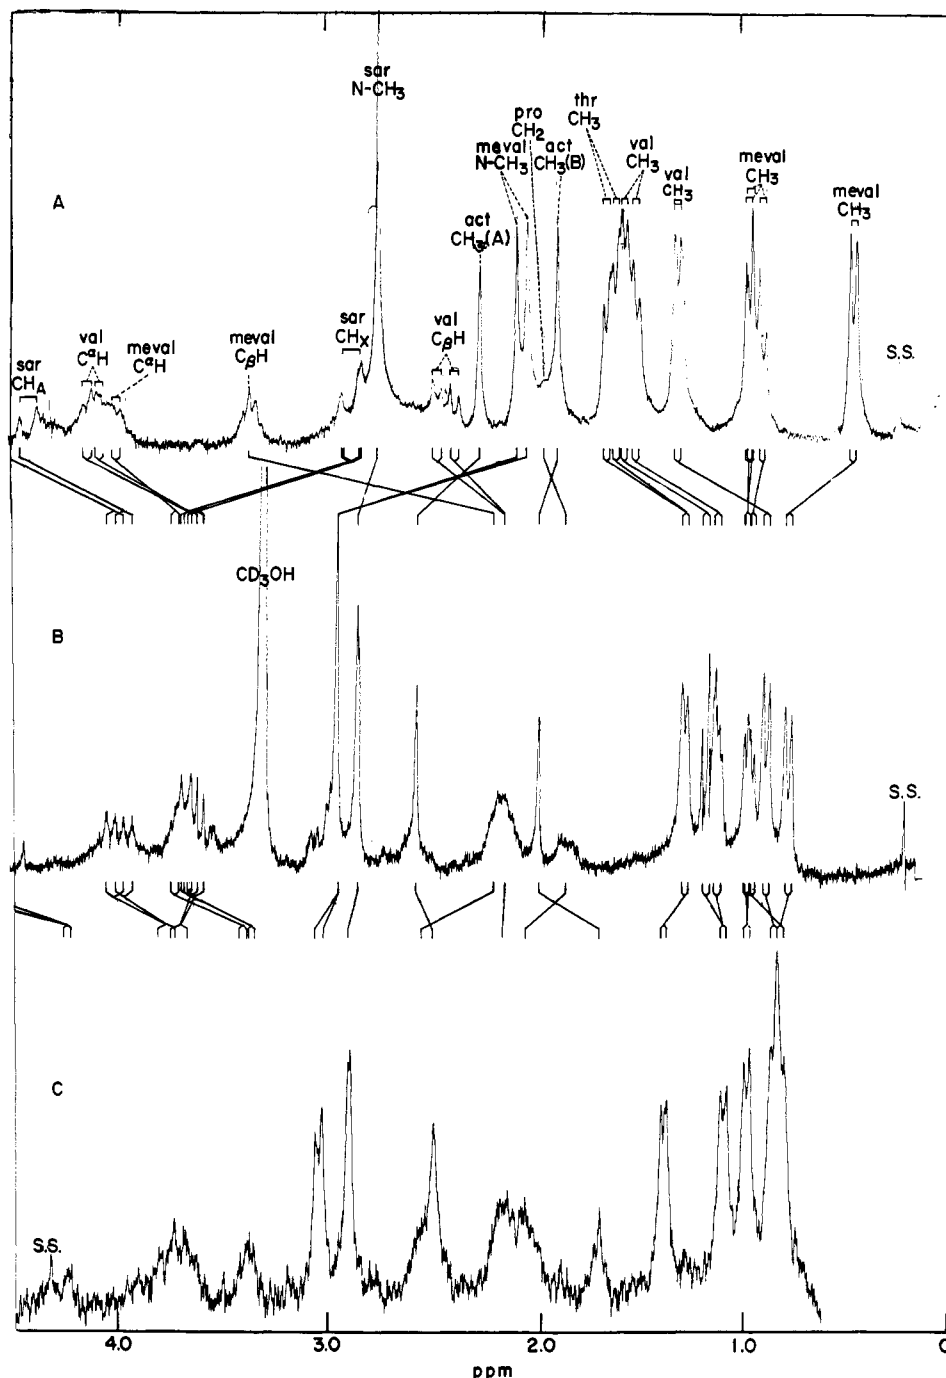 sar
N-CH3
thr
CH3
pro
CH2
meval
N-CH3
act
CH3(B)
val
CH3
meval
CH3
val
CH3
meval
CH3
act
CH3(A)
A
val
CαH
meval
CαH
sar
CHA
meval
CβH
sar
CHX
val
CβH
S.S.
CD3OH
B
S.S.
C
S.S.
4.0 3.0 2.0 1.0 0
ppm